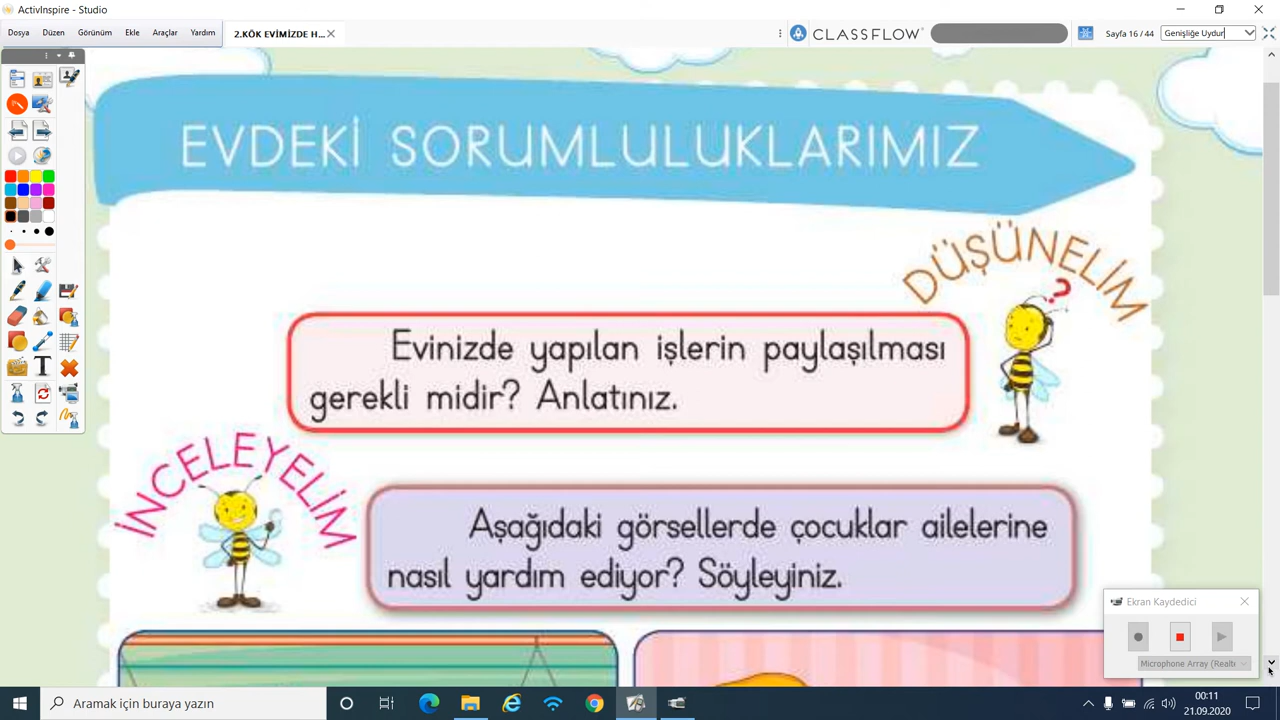 ActivInspire - Studio
Dosya Düzen Görünüm Ekle Araçlar Yardım
2.KÖK EVİMİZDE H...
CLASSFLOW
Sayfa 16 / 44
Genişliğe Uydur
EVDEKİ SORUMLULUKLARIMIZ
DÜŞÜNELİM
?
Evinizde yapılan işlerin paylaşılması
gerekli midir? Anlatınız.
İNCELEYELİM
Aşağıdaki görsellerde çocuklar ailelerine
nasıl yardım ediyor? Söyleyiniz.
Ekran Kaydedici
Microphone Array (Realte
Aramak için buraya yazın
00:11
21.09.2020